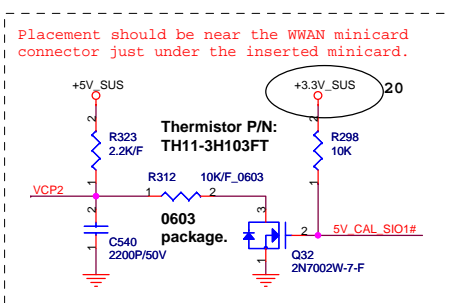 Placement should be near the WWAN minicard
connector just under the inserted minicard.
+5V_SUS
+3.3V_SUS
20
2
R323
2.2K/F
1
Thermistor P/N:
TH11-3H103FT
2
R298
10K
1
VCP2
R312
10K/F_0603
1
2
0603
package.
2
C540
2200P/50V
1
3
2
1
5V_CAL_SIO1#
Q32
2N7002W-7-F